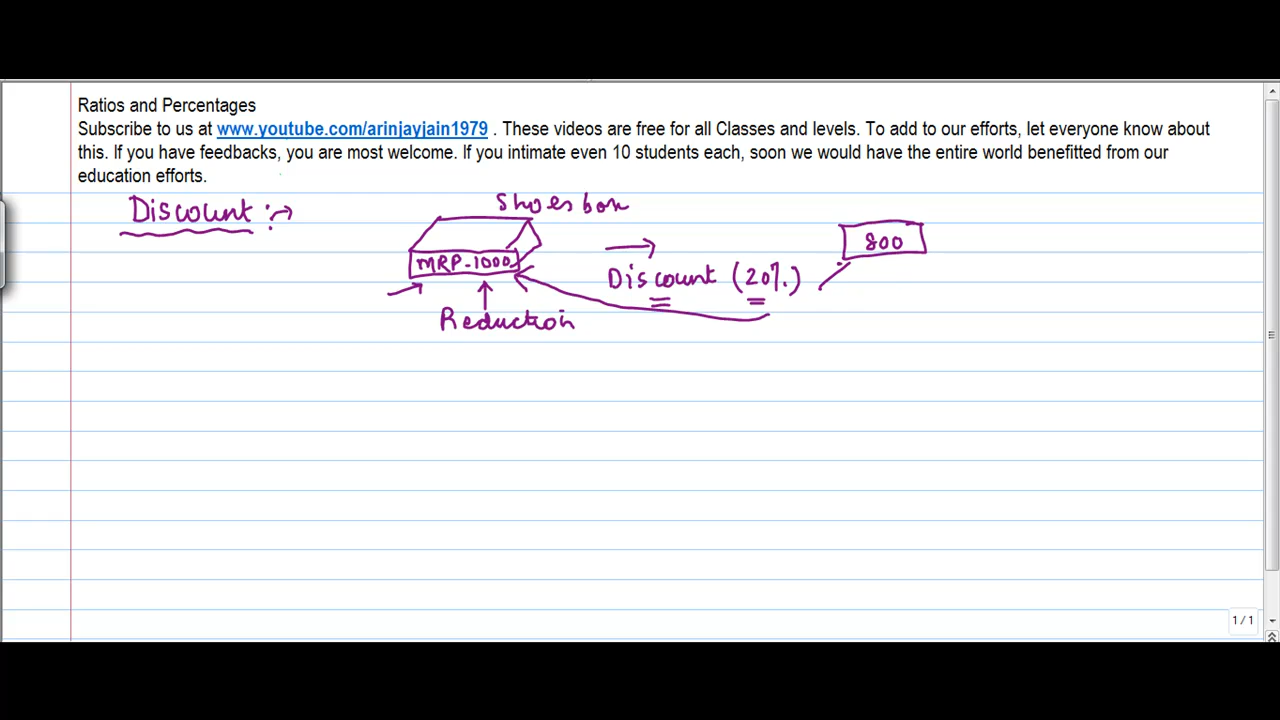 Ratios and Percentages
Subscribe to us at www.youtube.com/arinjayjain1979 . These videos are free for all Classes and levels. To add to our efforts, let everyone know about
this. If you have feedbacks, you are most welcome. If you intimate even 10 students each, soon we would have the entire world benefitted from our
education efforts.
Discount :→
Shoes box
MRP-1000
→
800
Discount (20%)
Reduction
1 / 1